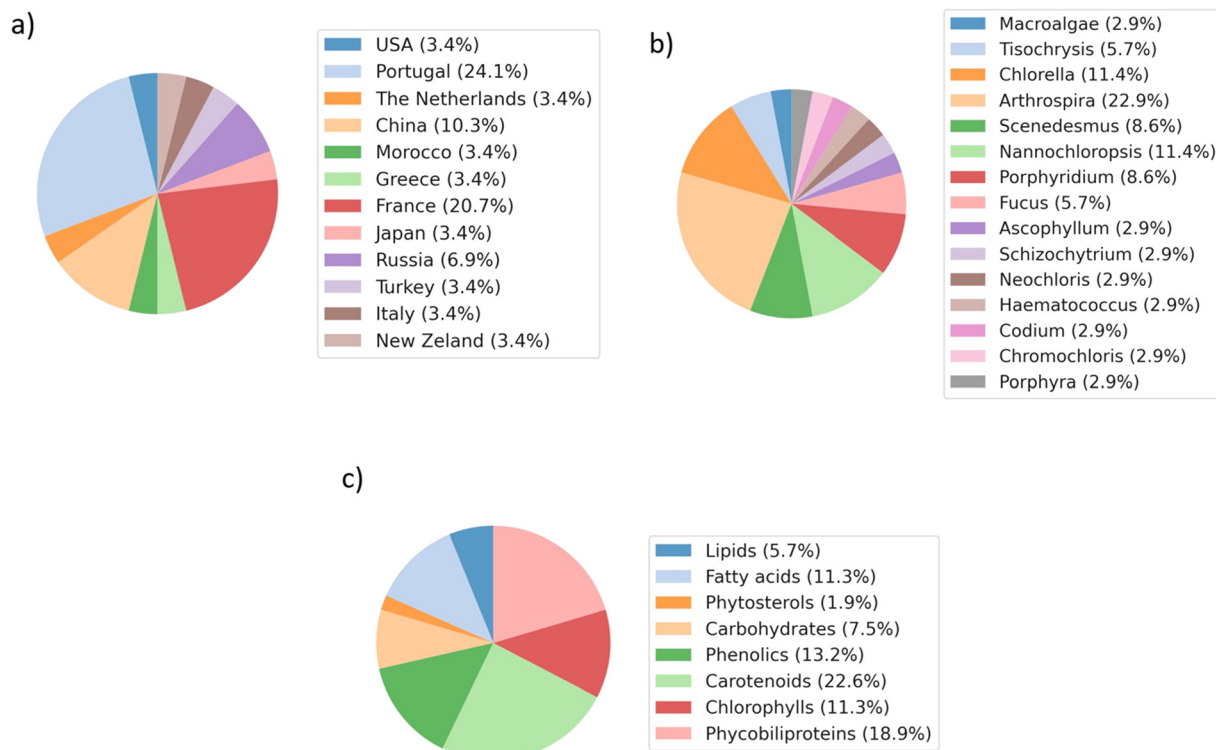 a)
USA (3.4%)
Portugal (24.1%)
The Netherlands (3.4%)
China (10.3%)
Morocco (3.4%)
Greece (3.4%)
France (20.7%)
Japan (3.4%)
Russia (6.9%)
Turkey (3.4%)
Italy (3.4%)
New Zeland (3.4%)
b)
Macroalgae (2.9%)
Tisochrysis (5.7%)
Chlorella (11.4%)
Arthrospira (22.9%)
Scenedesmus (8.6%)
Nannochloropsis (11.4%)
Porphyridium (8.6%)
Fucus (5.7%)
Ascophyllum (2.9%)
Schizochytrium (2.9%)
Neochloris (2.9%)
Haematococcus (2.9%)
Codium (2.9%)
Chromochloris (2.9%)
Porphyra (2.9%)
c)
Lipids (5.7%)
Fatty acids (11.3%)
Phytosterols (1.9%)
Carbohydrates (7.5%)
Phenolics (13.2%)
Carotenoids (22.6%)
Chlorophylls (11.3%)
Phycobiliproteins (18.9%)